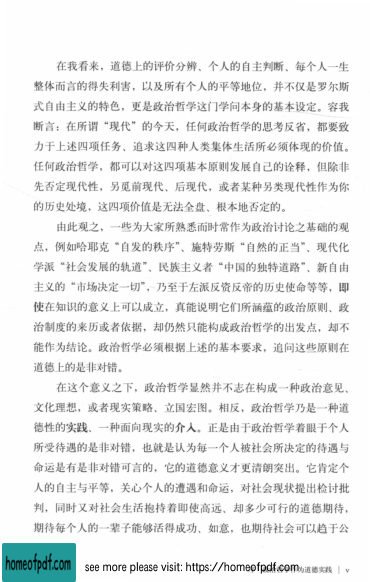 在我看来，道德上的评价分辨、个人的自主判断、每个人一生
整体而言的得失利害，以及所有个人的平等地位，并不仅是罗尔斯
式自由主义的特色，更是政治哲学这门学问本身的基本设定。容我
断言：在所谓“现代”的今天，任何政治哲学的思考反省，都要致
力于上述四项任务、追求这四种人类集体生活所必须体现的价值。
任何政治哲学，都可以对这四项基本原则发展自己的诠释，但除非
先否定现代性，另觅前现代、后现代，或者某种另类现代性作为你
的历史处境，这四项价值是无法全盘、根本地否定的。
由此观之，一些为大家所熟悉而时常作为政治讨论之基础的观
点，例如哈耶克“自发的秩序”、施特劳斯“自然的正当”、现代化
学派“社会发展的轨道”、民族主义者“中国的独特道路”、新自由
主义的“市场决定一切”，乃至于左派反资反帝的历史使命等等，即
使在知识的意义上可以成立，真能说明它们所涵蕴的政治原则、政
治制度的来历或者依据，却仍然只能构成政治哲学的出发点，却不
能作为结论。政治哲学必须根据上述的基本要求，追问这些原则在
道德上的是非对错。
在这个意义之下，政治哲学显然并不志在构成一种政治意见、
文化理想，或者现实策略、立国宏图。相反，政治哲学乃是一种道
德性的实践、一种面向现实的介入。正是由于政治哲学着眼于个人
所受待遇的是非对错，也就是认为每一个人被社会所决定的待遇与
命运是有是非对错可言的，它的道德意义才更清朗突出。它肯定个
人的自主与平等，关心个人的遭遇和命运，对社会现状提出检讨批
判，同时又对社会生活抱持着即使高远、却多少可行的道德期待，
期待每个人的一辈子能够活得成功、如意，也期待社会可以趋于公
为道德实践 | v
homeofpdf.com
see more please visit: https://homeofpdf.com